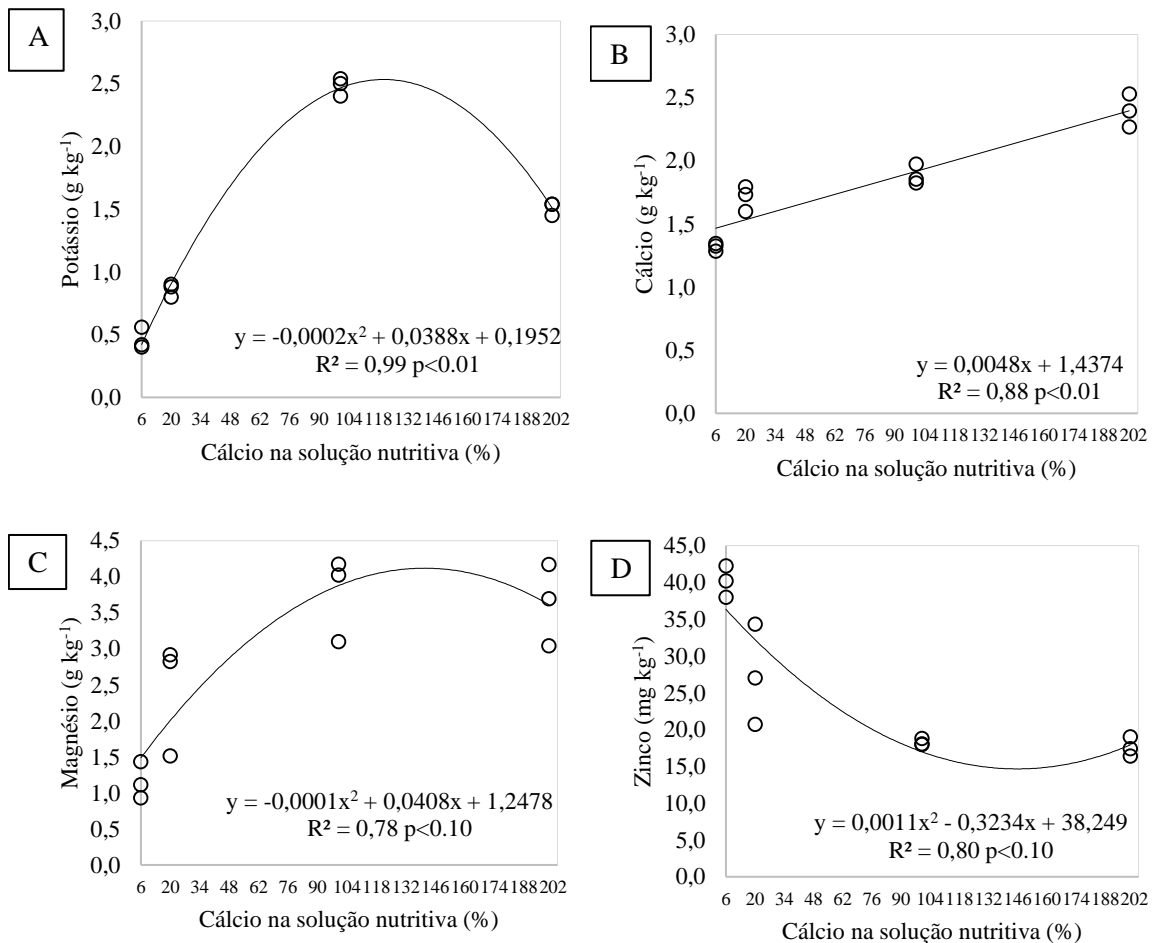 A
Potássio (g kg-1)
3,0
2,5
2,0
1,5
1,0
0,5
0,0
y = -0,0002x2 + 0,0388x + 0,1952
R² = 0,99 p<0.01
6 20 34 48 62 76 90 104 118 132 146 160 174 188 202
Cálcio na solução nutritiva (%)
B
Cálcio (g kg-1)
3,0
2,5
2,0
1,5
1,0
0,5
0,0
y = 0,0048x + 1,4374
R² = 0,88 p<0.01
6 20 34 48 62 76 90 104 118 132 146 160 174 188 202
Cálcio na solução nutritiva (%)
C
Magnésio (g kg-1)
4,5
4,0
3,5
3,0
2,5
2,0
1,5
1,0
0,5
0,0
y = -0,0001x2 + 0,0408x + 1,2478
R² = 0,78 p<0.10
6 20 34 48 62 76 90 104 118 132 146 160 174 188 202
Cálcio na solução nutritiva (%)
D
Zinco (mg kg-1)
45,0
40,0
35,0
30,0
25,0
20,0
15,0
10,0
5,0
0,0
y = 0,0011x2 - 0,3234x + 38,249
R² = 0,80 p<0.10
6 20 34 48 62 76 90 104 118 132 146 160 174 188 202
Cálcio na solução nutritiva (%)